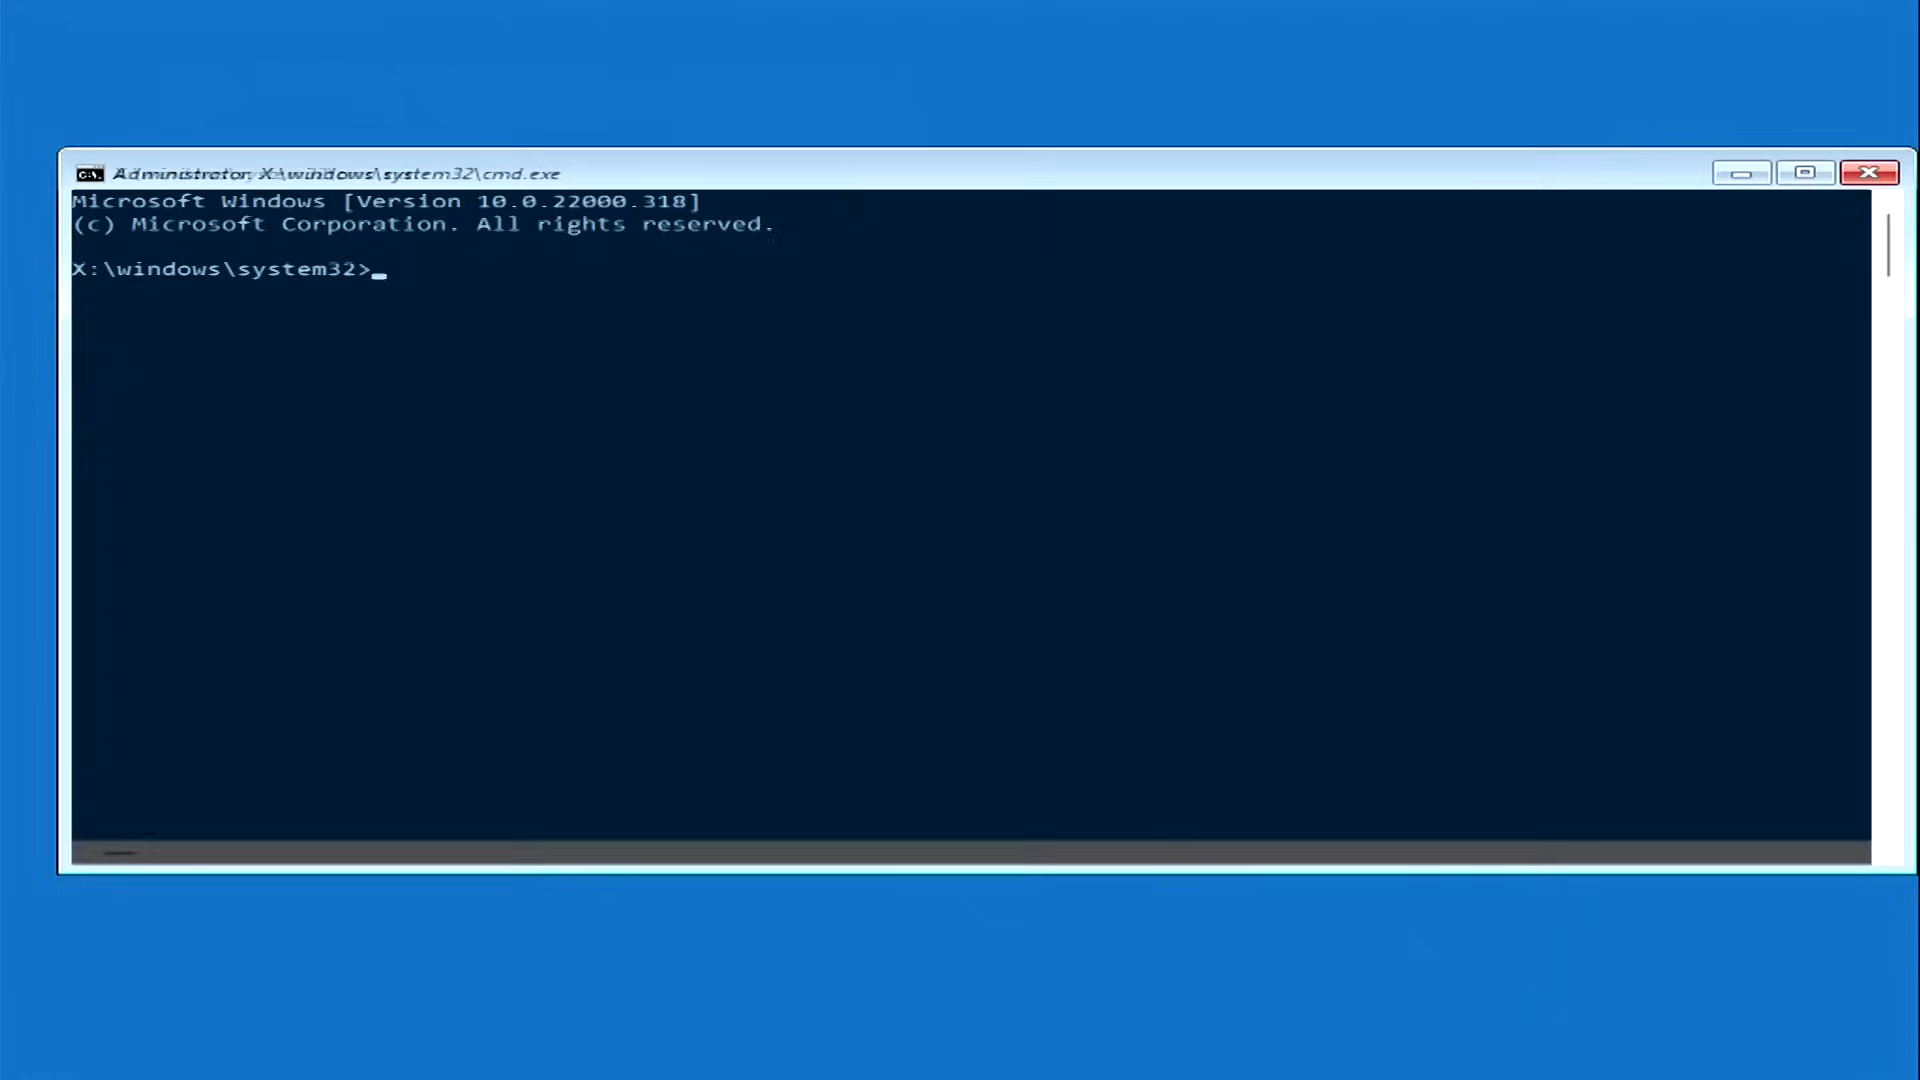 Administrator: X:\windows\system32\cmd.exe
Microsoft Windows [Version 10.0.22000.318]
(c) Microsoft Corporation. All rights reserved.
X:\windows\system32>